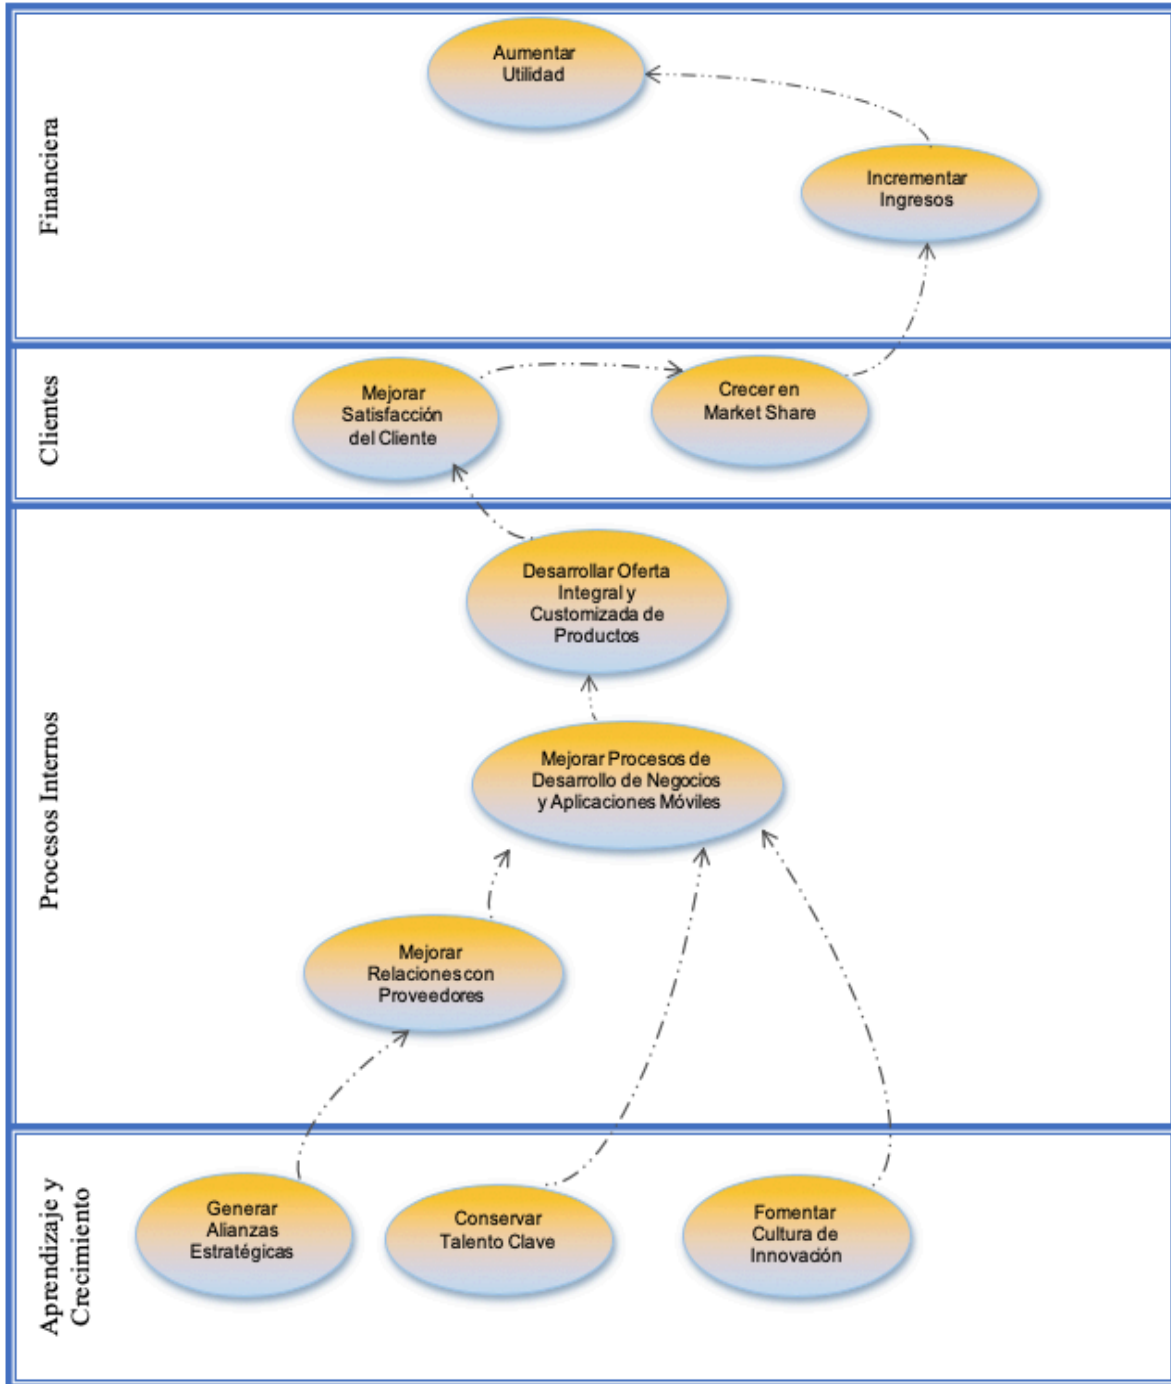 Financiera
Aumentar
Utilidad
Incrementar
Ingresos
Clientes
Mejorar
Satisfacción
del Cliente
Crecer en
Market Share
Procesos Internos
Desarrollar Oferta
Integral y
Customizada de
Productos
Mejorar Procesos de
Desarrollo de Negocios
y Aplicaciones Móviles
Mejorar
Relaciones con
Proveedores
Aprendizaje y
Crecimiento
Generar
Alianzas
Estratégicas
Conservar
Talento Clave
Fomentar
Cultura de
Innovación